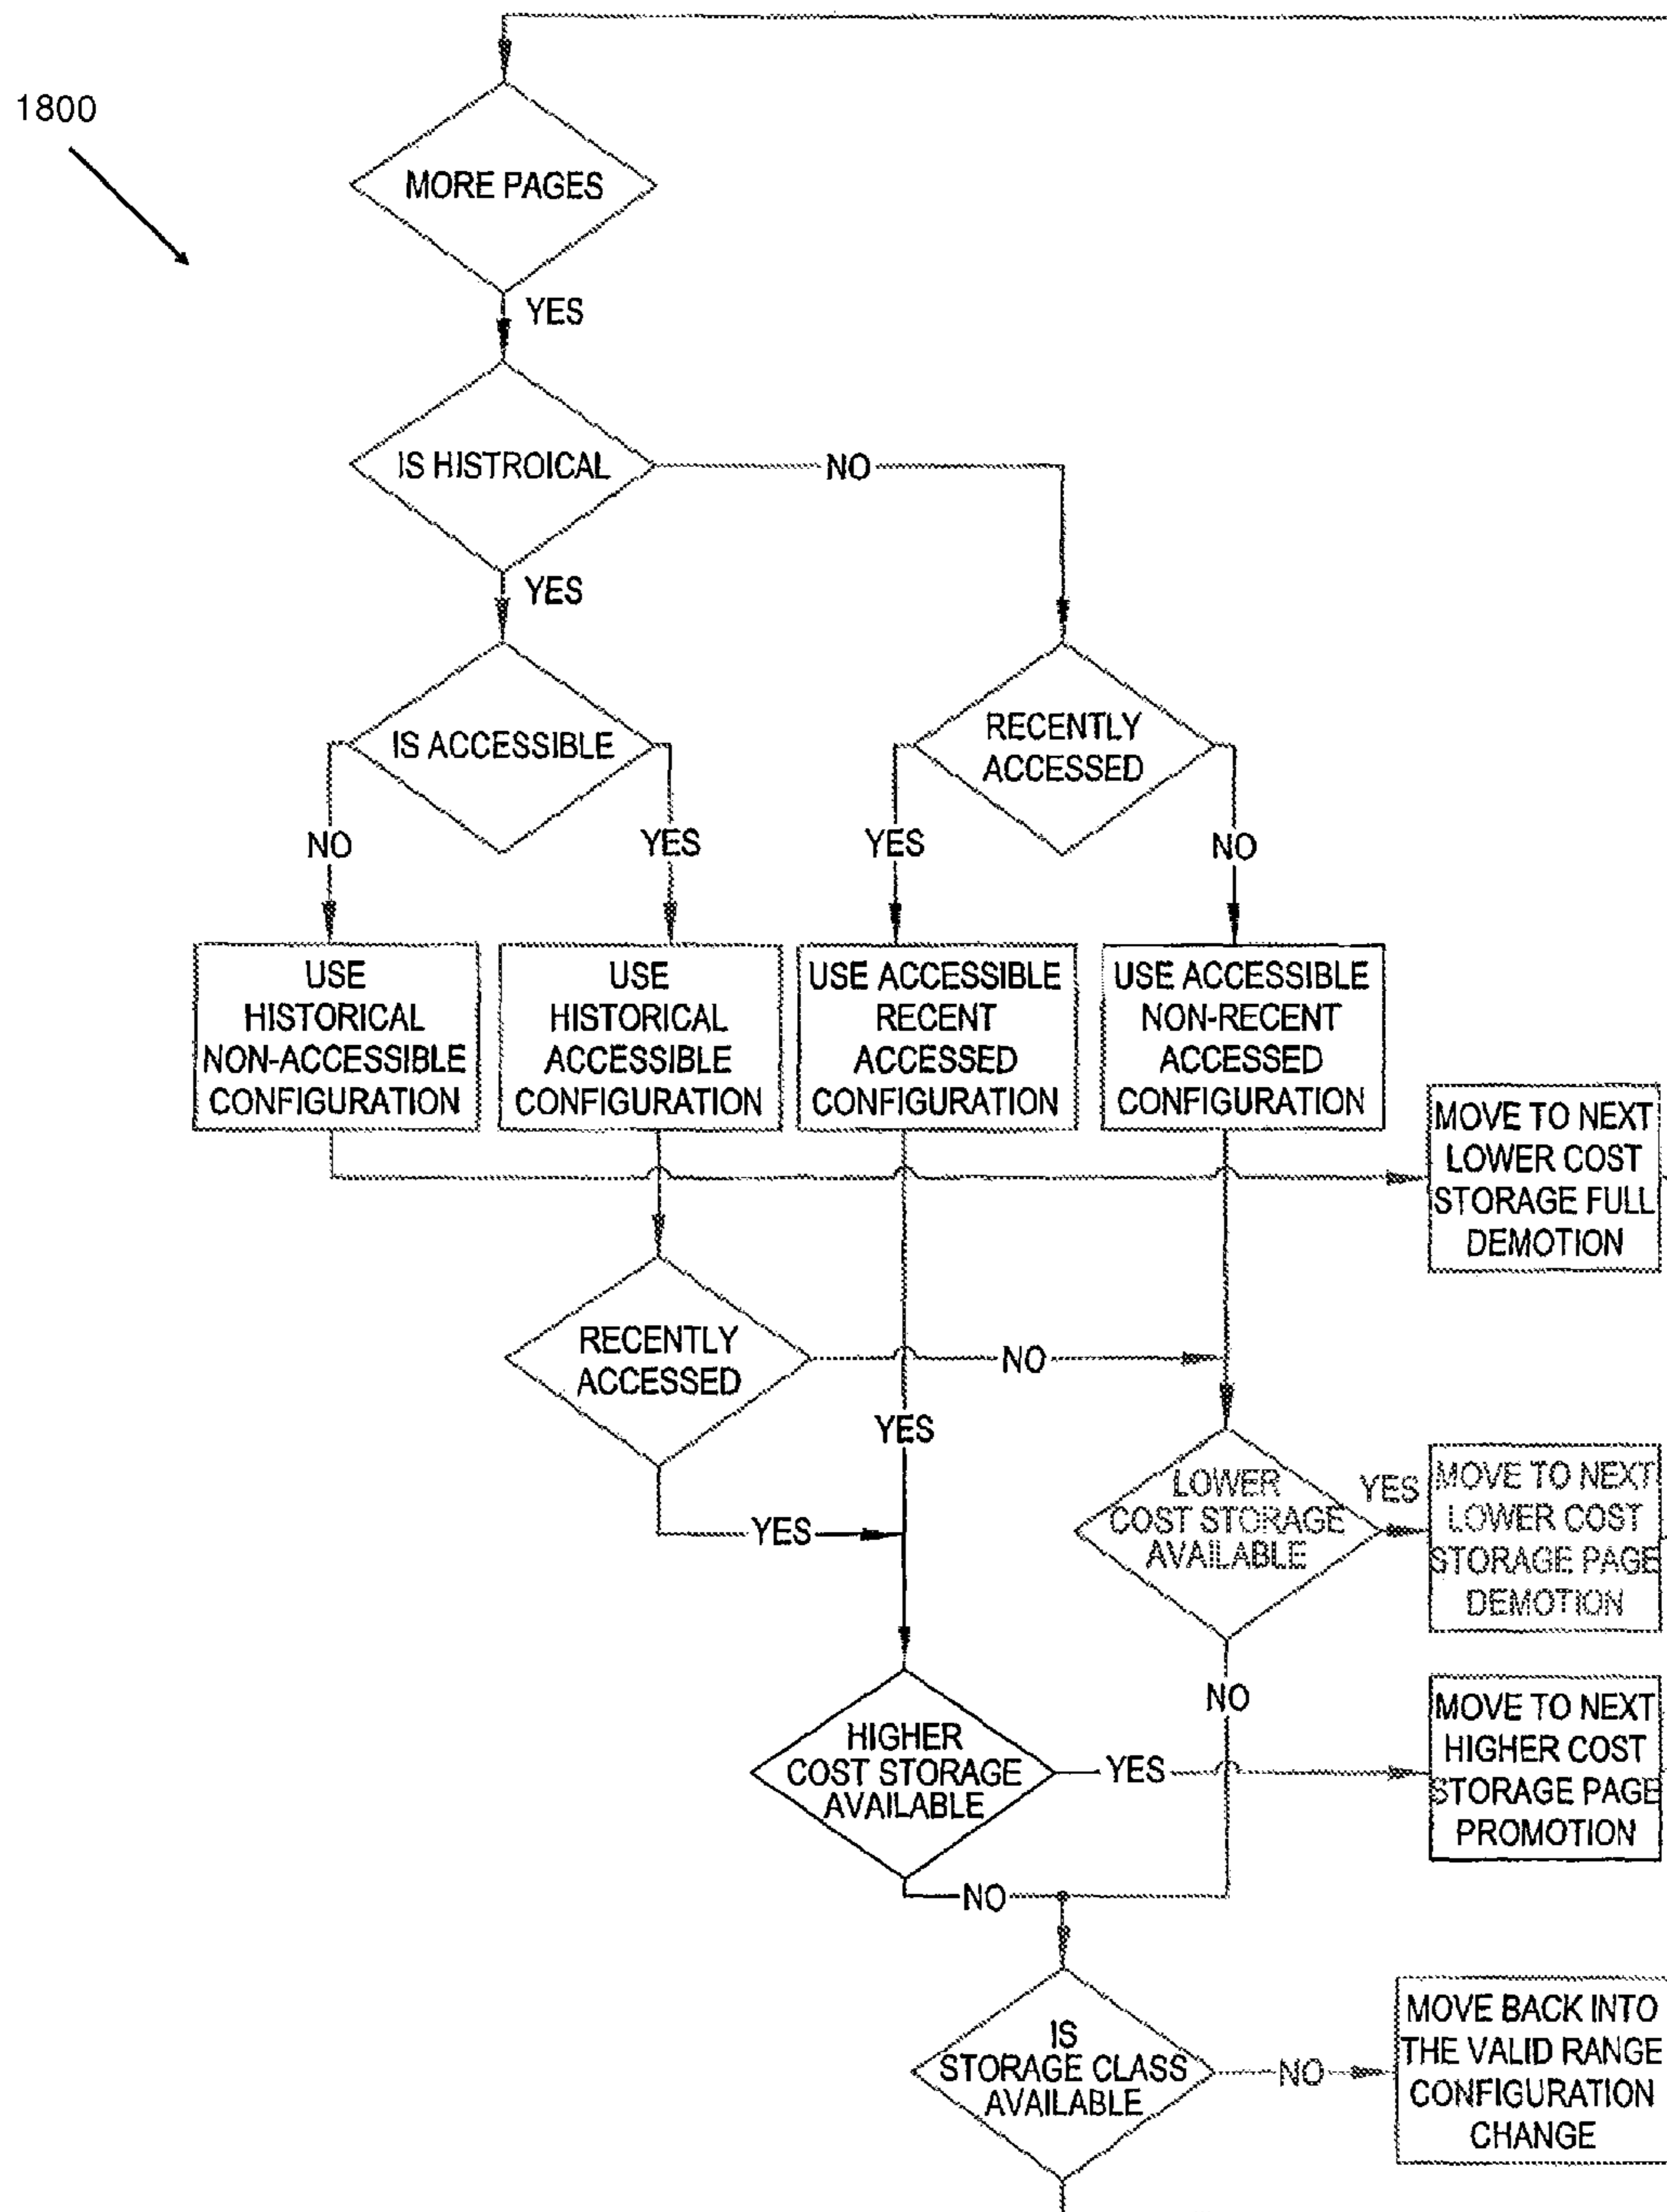 1800
MORE PAGES
YES
IS HISTROICAL
NO
YES
IS ACCESSIBLE
RECENTLY
ACCESSED
NO
YES
YES
NO
USE
HISTORICAL
NON-ACCESSIBLE
CONFIGURATION
USE
HISTORICAL
ACCESSIBLE
CONFIGURATION
USE ACCESSIBLE
RECENT
ACCESSED
CONFIGURATION
USE ACCESSIBLE
NON-RECENT
ACCESSED
CONFIGURATION
MOVE TO NEXT
LOWER COST
STORAGE FULL
DEMOTION
RECENTLY
ACCESSED
NO
YES
YES
LOWER
COST STORAGE
AVAILABLE
YES
MOVE TO NEXT
LOWER COST
STORAGE PAGE
DEMOTION
NO
HIGHER
COST STORAGE
AVAILABLE
YES
MOVE TO NEXT
HIGHER COST
STORAGE PAGE
PROMOTION
NO
IS
STORAGE CLASS
AVAILABLE
NO
MOVE BACK INTO
THE VALID RANGE
CONFIGURATION
CHANGE